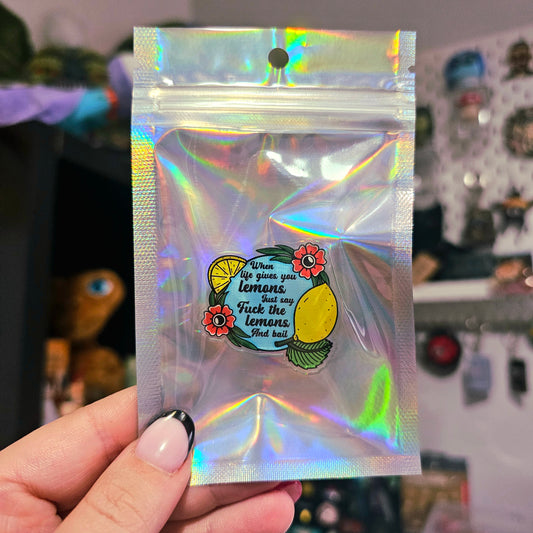 When
life gives you
lemons.
Just say
Fuck the
lemons.
And bail